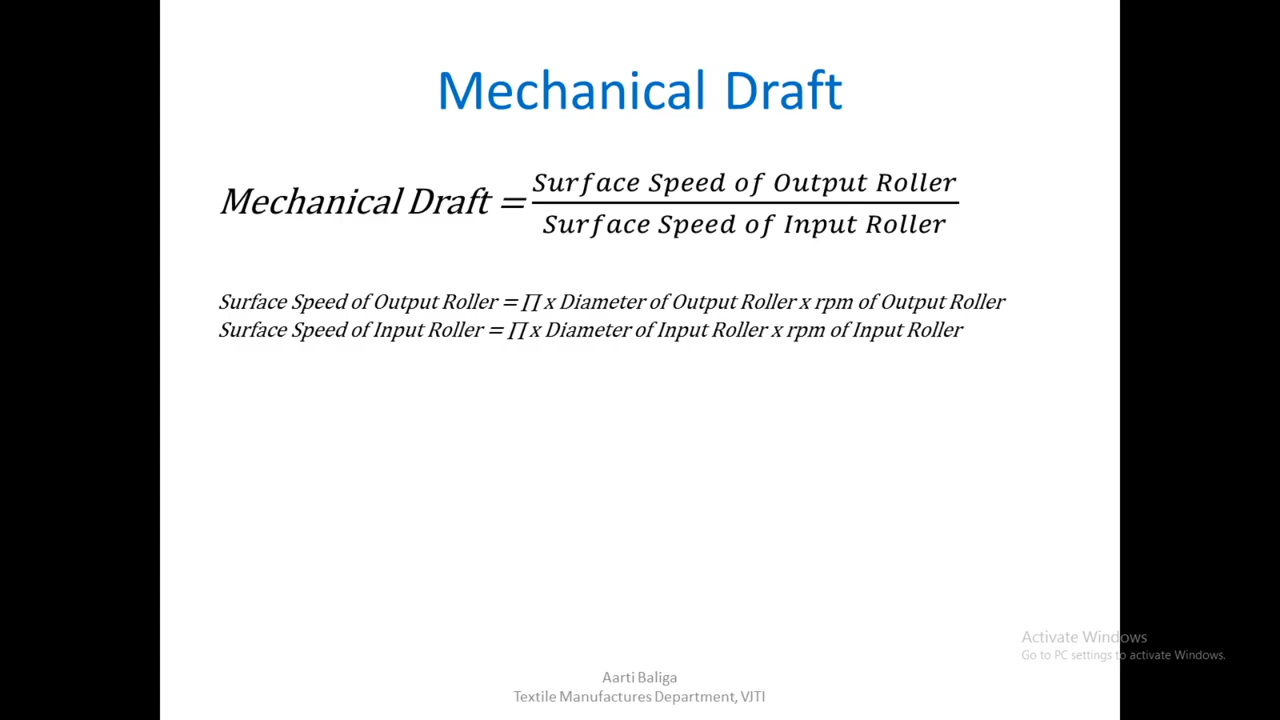 Mechanical Draft
Mechanical Draft = Surface Speed of Output Roller / Surface Speed of Input Roller
Surface Speed of Output Roller = ∏ x Diameter of Output Roller x rpm of Output Roller
Surface Speed of Input Roller = ∏ x Diameter of Input Roller x rpm of Input Roller
Activate Windows
Go to PC settings to activate Windows.
Aarti Baliga
Textile Manufactures Department, VJTI